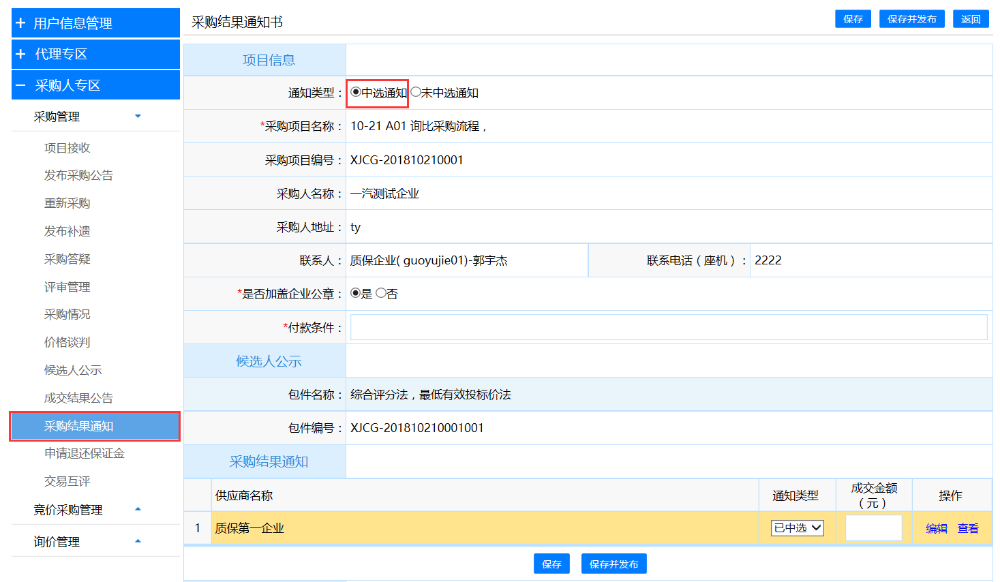 用户信息管理
代理专区
采购人专区
采购管理
项目接收
发布采购公告
重新采购
发布补遗
采购答疑
评审管理
采购情况
价格谈判
候选人公示
成交结果公告
采购结果通知
申请退还保证金
交易互评
竞价采购管理
询价管理
采购结果通知书
保存 保存并发布 返回
项目信息
通知类型： 中选通知 未中选通知
*采购项目名称： 10-21 A01 询比采购流程，
采购项目编号： XJCG-201810210001
采购人名称： 一汽测试企业
采购人地址： ty
联系人： 质保企业( guoyujie01)-郭宇杰 联系电话（座机）： 2222
*是否加盖企业公章： 是 否
*付款条件：
候选人公示
包件名称： 综合评分法，最低有效投标价法
包件编号： XJCG-201810210001001
采购结果通知
供应商名称 通知类型 成交金额（元） 操作
1 质保第一企业 已中选 编辑 查看
保存 保存并发布